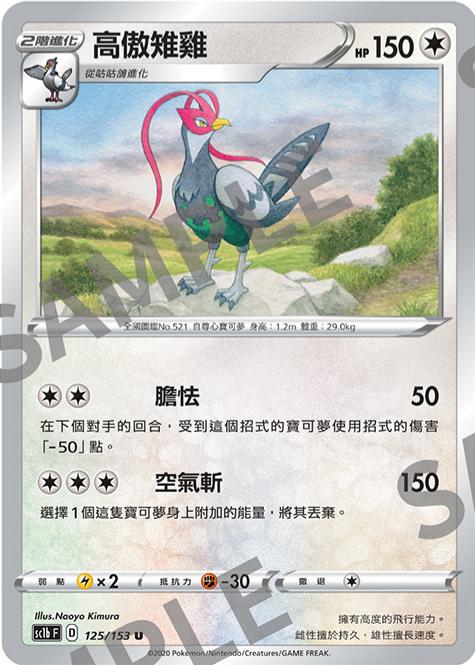 2階進化
高傲雉雞
HP 150
從咕咕鴿進化
全國圖鑑No.521 自尊心寶可夢 身高：1.2m 體重：29.0kg
膽怯 50
在下個對手的回合，受到這個招式的寶可夢使用招式的傷害
「-50」點。
空氣斬 150
選擇1個這隻寶可夢身上附加的能量，將其丟棄。
弱點 ×2 抵抗力 -30 撤退
Illus.Naoyo Kimura
sc1b F D 125/153 U
擁有高度的飛行能力。
雌性擅於持久，雄性擅長速度。
©2020 Pokémon/Nintendo/Creatures/GAME FREAK.
SAMPLE
SAMPLE